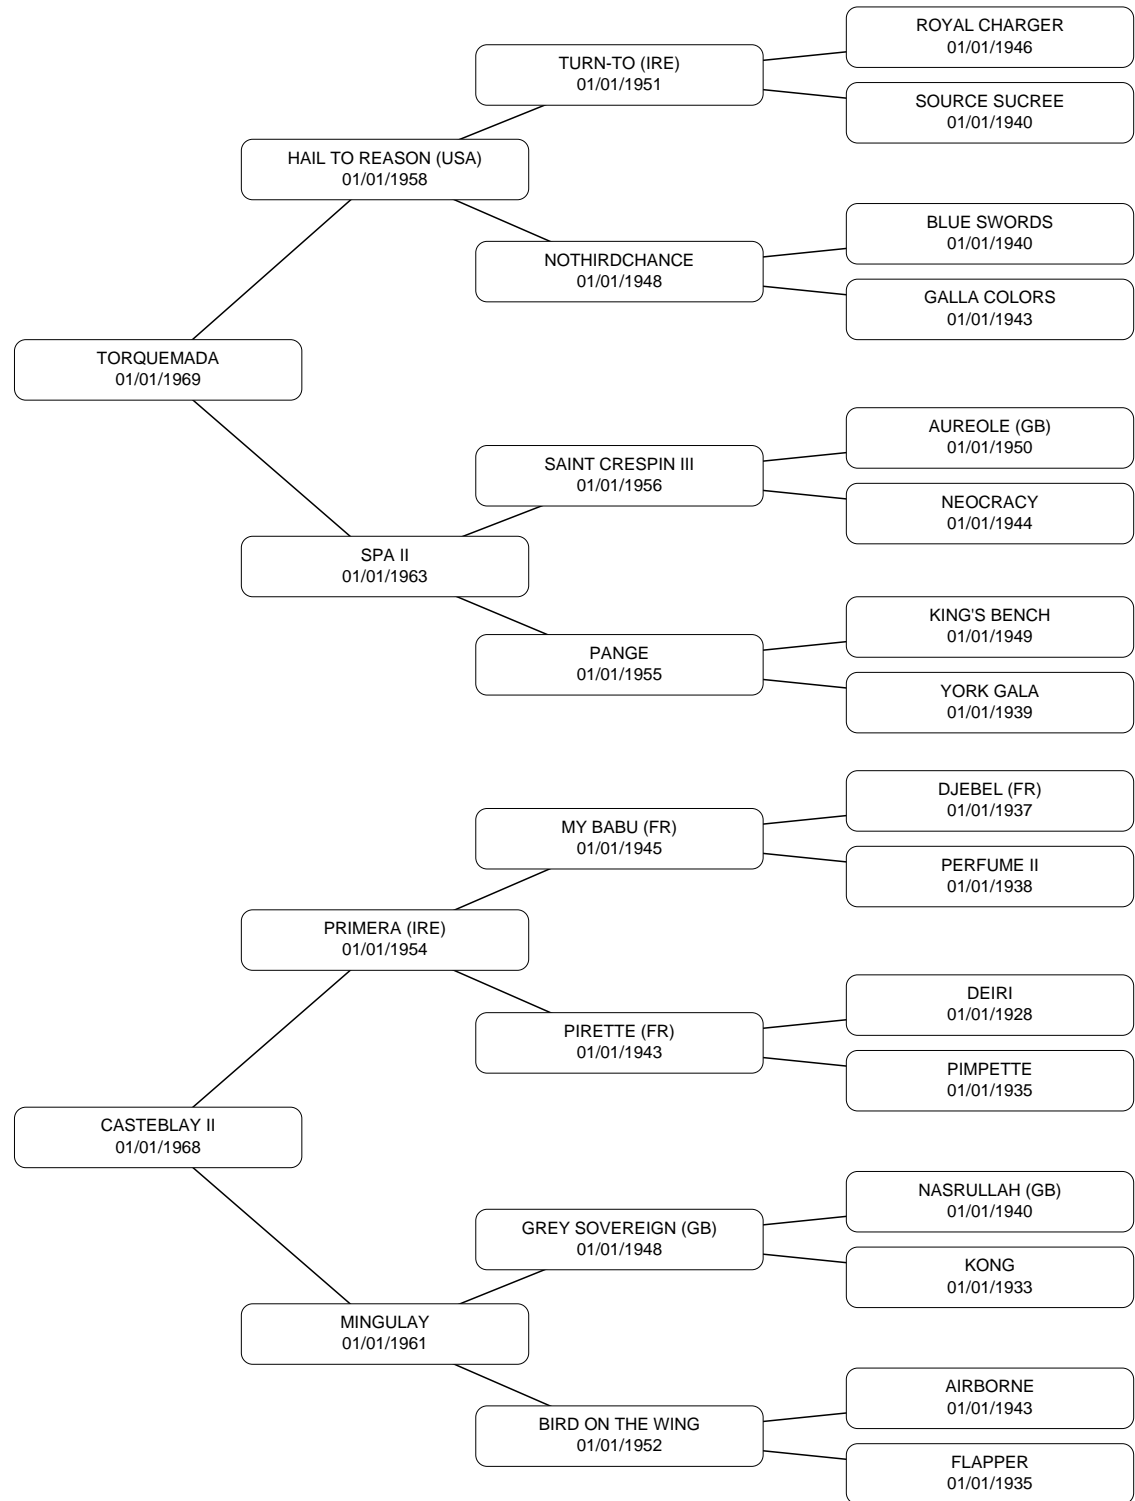 ROYAL CHARGER
01/01/1946
TURN-TO (IRE)
01/01/1951
SOURCE SUCREE
01/01/1940
HAIL TO REASON (USA)
01/01/1958
BLUE SWORDS
01/01/1940
NOTHIRDCHANCE
01/01/1948
GALLA COLORS
01/01/1943
TORQUEMADA
01/01/1969
AUREOLE (GB)
01/01/1950
SAINT CRESPIN III
01/01/1956
NEOCRACY
01/01/1944
SPA II
01/01/1963
KING'S BENCH
01/01/1949
PANGE
01/01/1955
YORK GALA
01/01/1939
DJEBEL (FR)
01/01/1937
MY BABU (FR)
01/01/1945
PERFUME II
01/01/1938
PRIMERA (IRE)
01/01/1954
DEIRI
01/01/1928
PIRETTE (FR)
01/01/1943
PIMPETTE
01/01/1935
CASTEBLAY II
01/01/1968
NASRULLAH (GB)
01/01/1940
GREY SOVEREIGN (GB)
01/01/1948
KONG
01/01/1933
MINGULAY
01/01/1961
AIRBORNE
01/01/1943
BIRD ON THE WING
01/01/1952
FLAPPER
01/01/1935